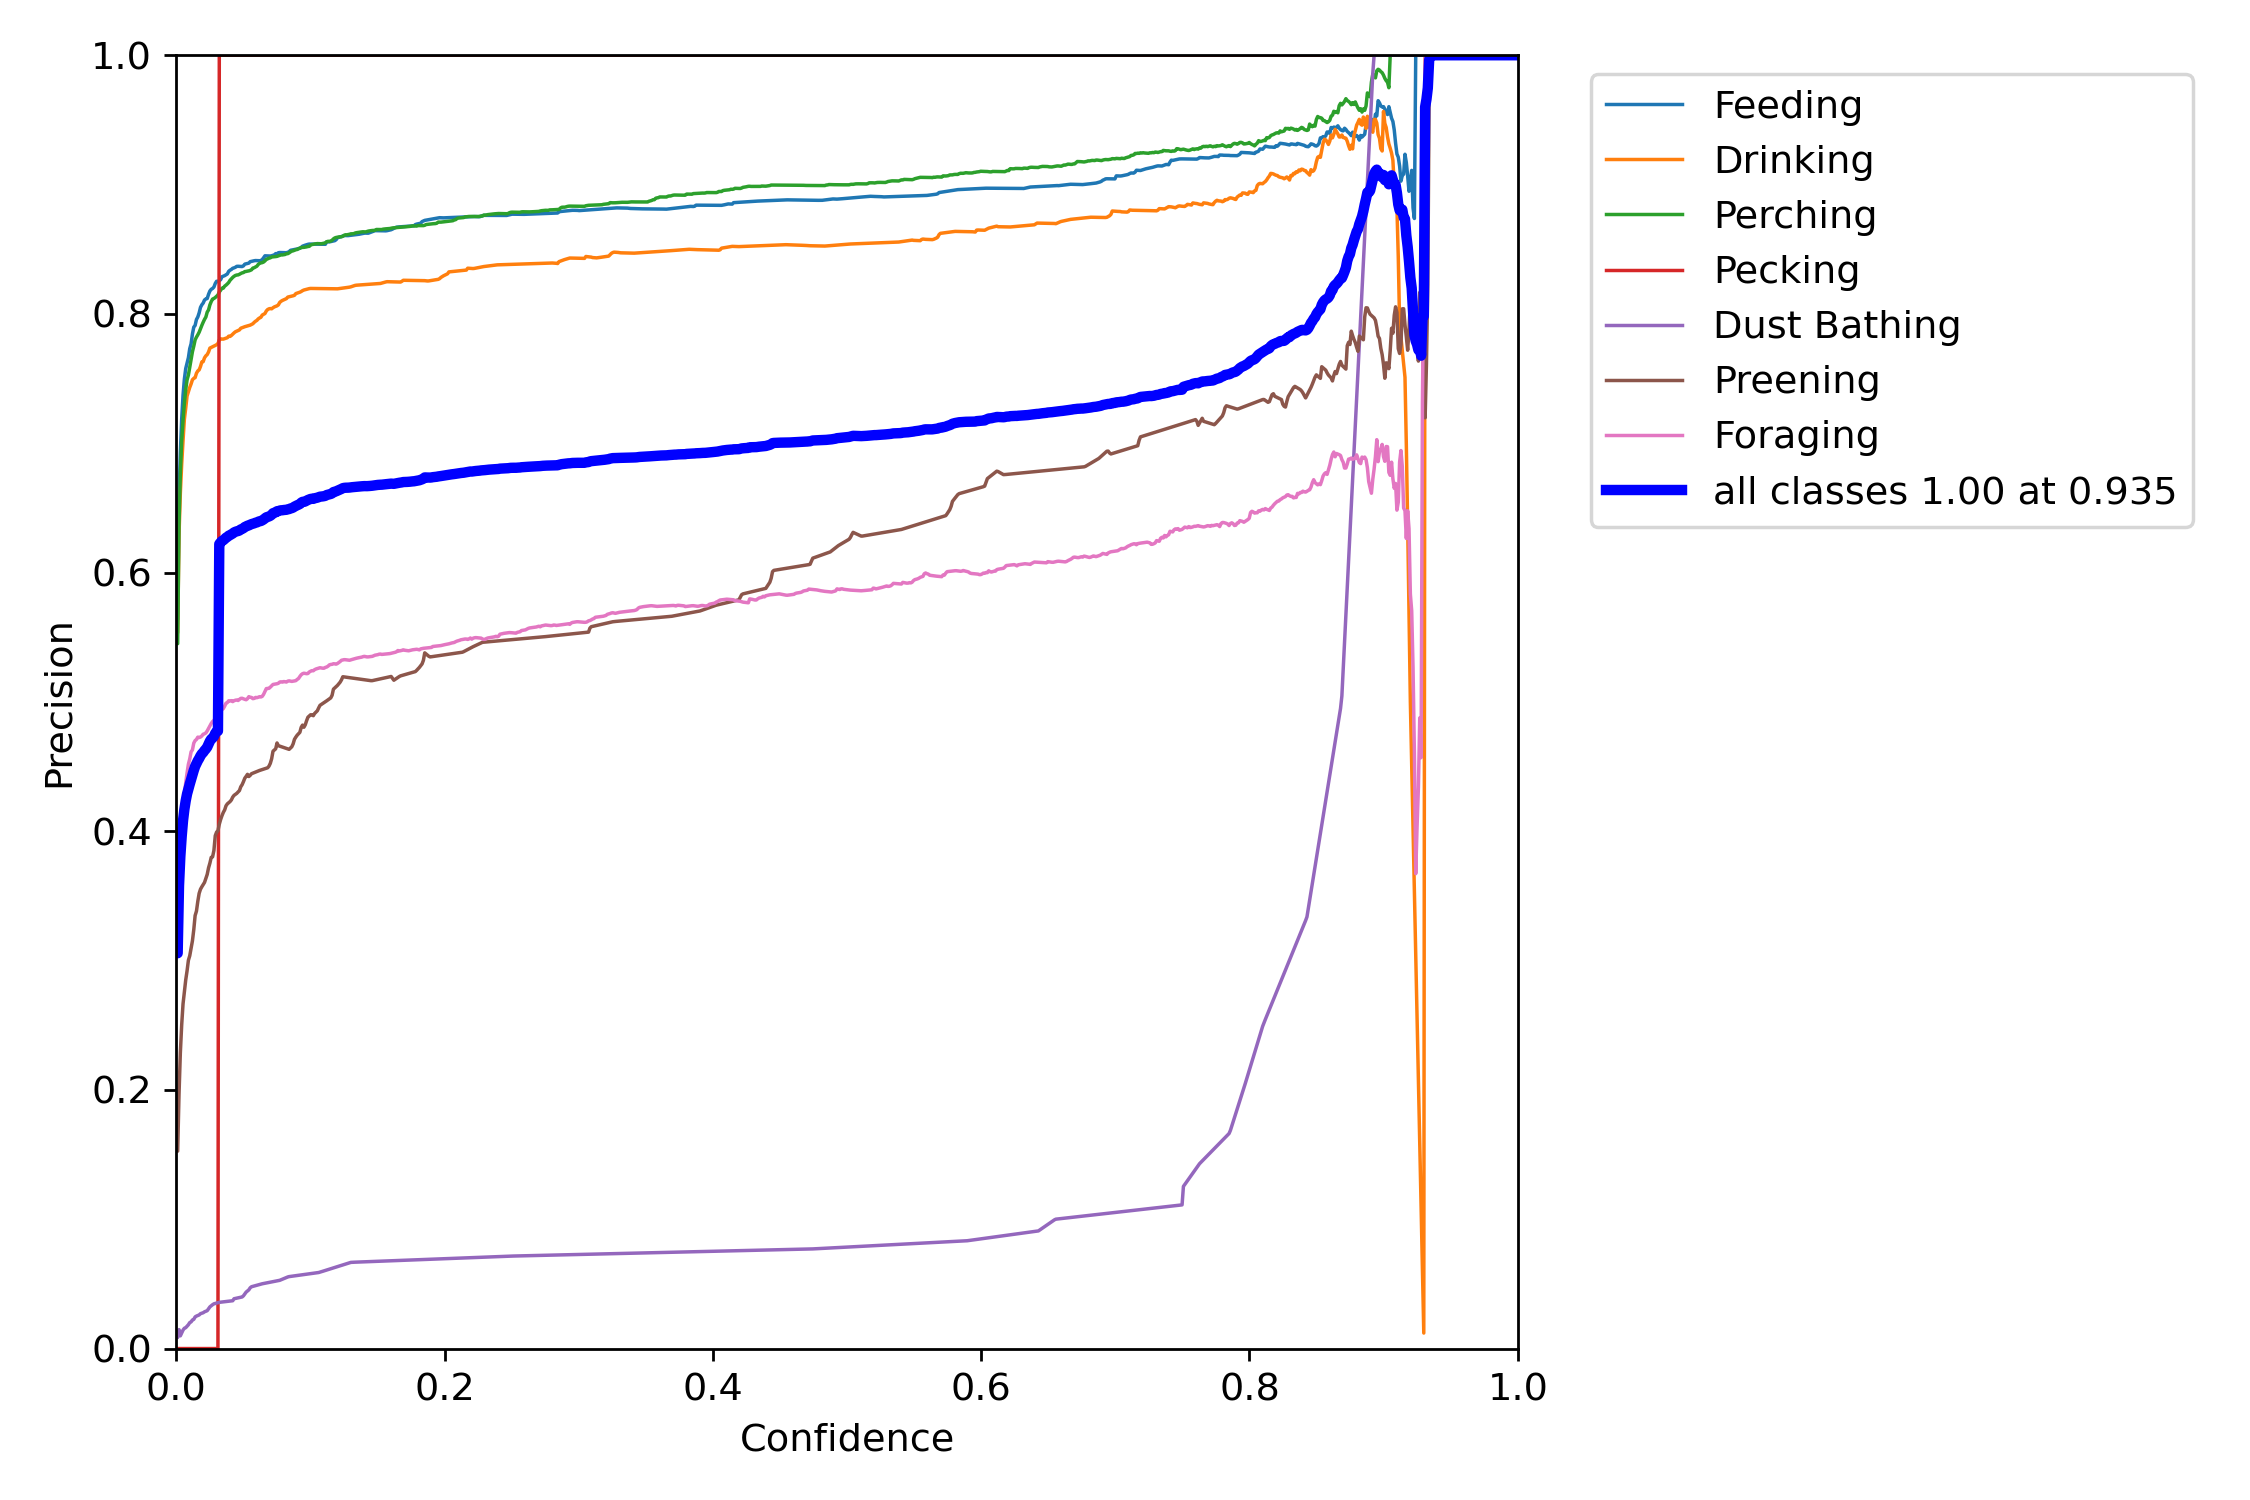 1.0
0.8
0.6
0.4
0.2
0.0
Precision
0.0 0.2 0.4 0.6 0.8 1.0
Confidence
Feeding
Drinking
Perching
Pecking
Dust Bathing
Preening
Foraging
all classes 1.00 at 0.935